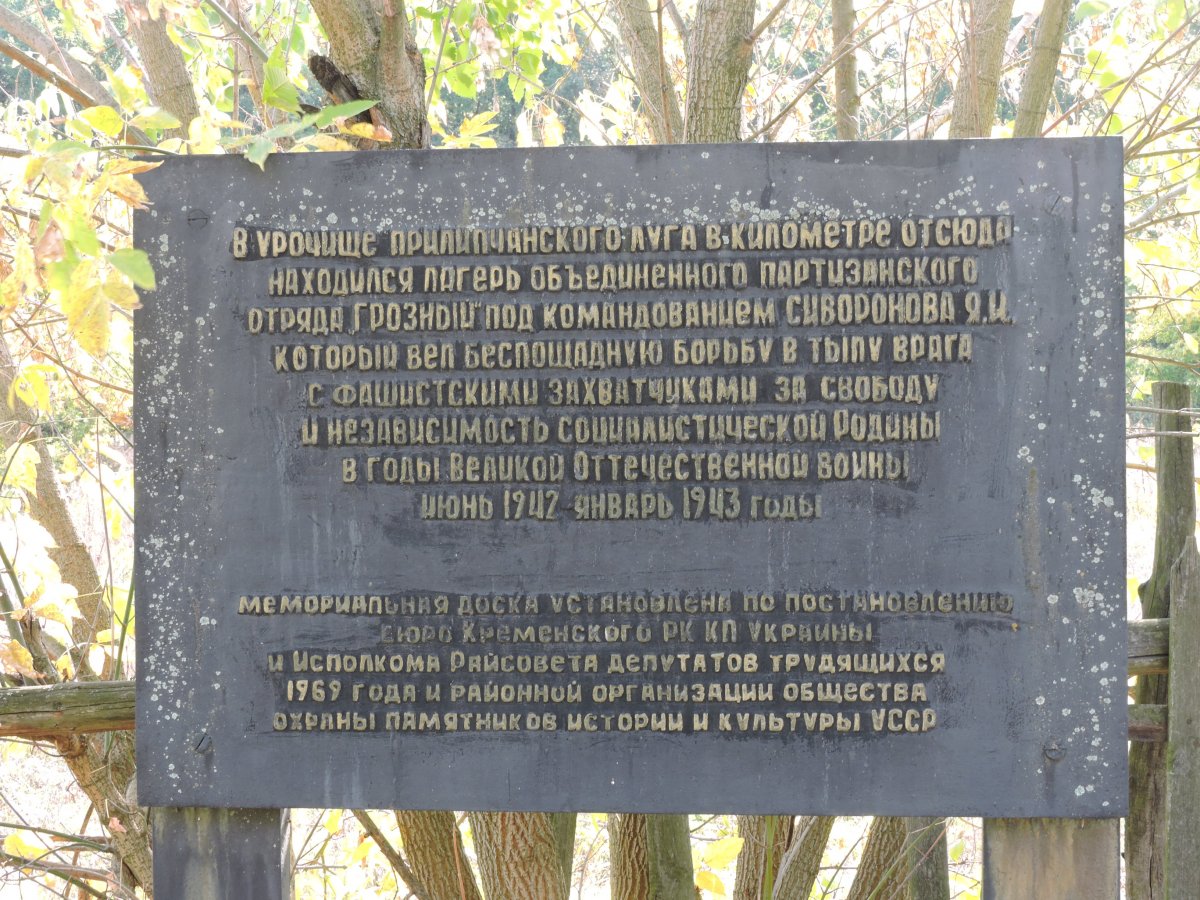 В УРОЧИЩЕ ПРИЛИПЧАНСКОГО ЛУГА В КИЛОМЕТРЕ ОТСЮДА
НАХОДИЛСЯ ЛАГЕРЬ ОБЪЕДИНЕННОГО ПАРТИЗАНСКОГО
ОТРЯДА „ГРОЗНЫЙ" ПОД КОМАНДОВАНИЕМ СИВОРОНОВА Я.И.
КОТОРЫЙ ВЕЛ БЕСПОЩАДНУЮ БОРЬБУ В ТЫЛУ ВРАГА
С ФАШИСТСКИМИ ЗАХВАТЧИКАМИ ЗА СВОБОДУ
И НЕЗАВИСИМОСТЬ СОЦИАЛИСТИЧЕСКОЙ РОДИНЫ
В ГОДЫ ВЕЛИКОЙ ОТТЕЧЕСТВЕННОЙ ВОЙНЫ
ИЮНЬ 1942 ЯНВАРЬ 1943 ГОДЫ
МЕМОРИАЛЬНАЯ ДОСКА УСТАНОВЛЕНА ПО ПОСТАНОВЛЕНИЮ
БЮРО КРЕМЕНСКОГО РК КП УКРАИНЫ
И ИСПОЛКОМА РАЙСОВЕТА ДЕПУТАТОВ ТРУДЯЩИХСЯ
1969 ГОДА И РАЙОННОЙ ОРГАНИЗАЦИИ ОБЩЕСТВА
ОХРАНЫ ПАМЯТНИКОВ ИСТОРИИ И КУЛЬТУРЫ УССР